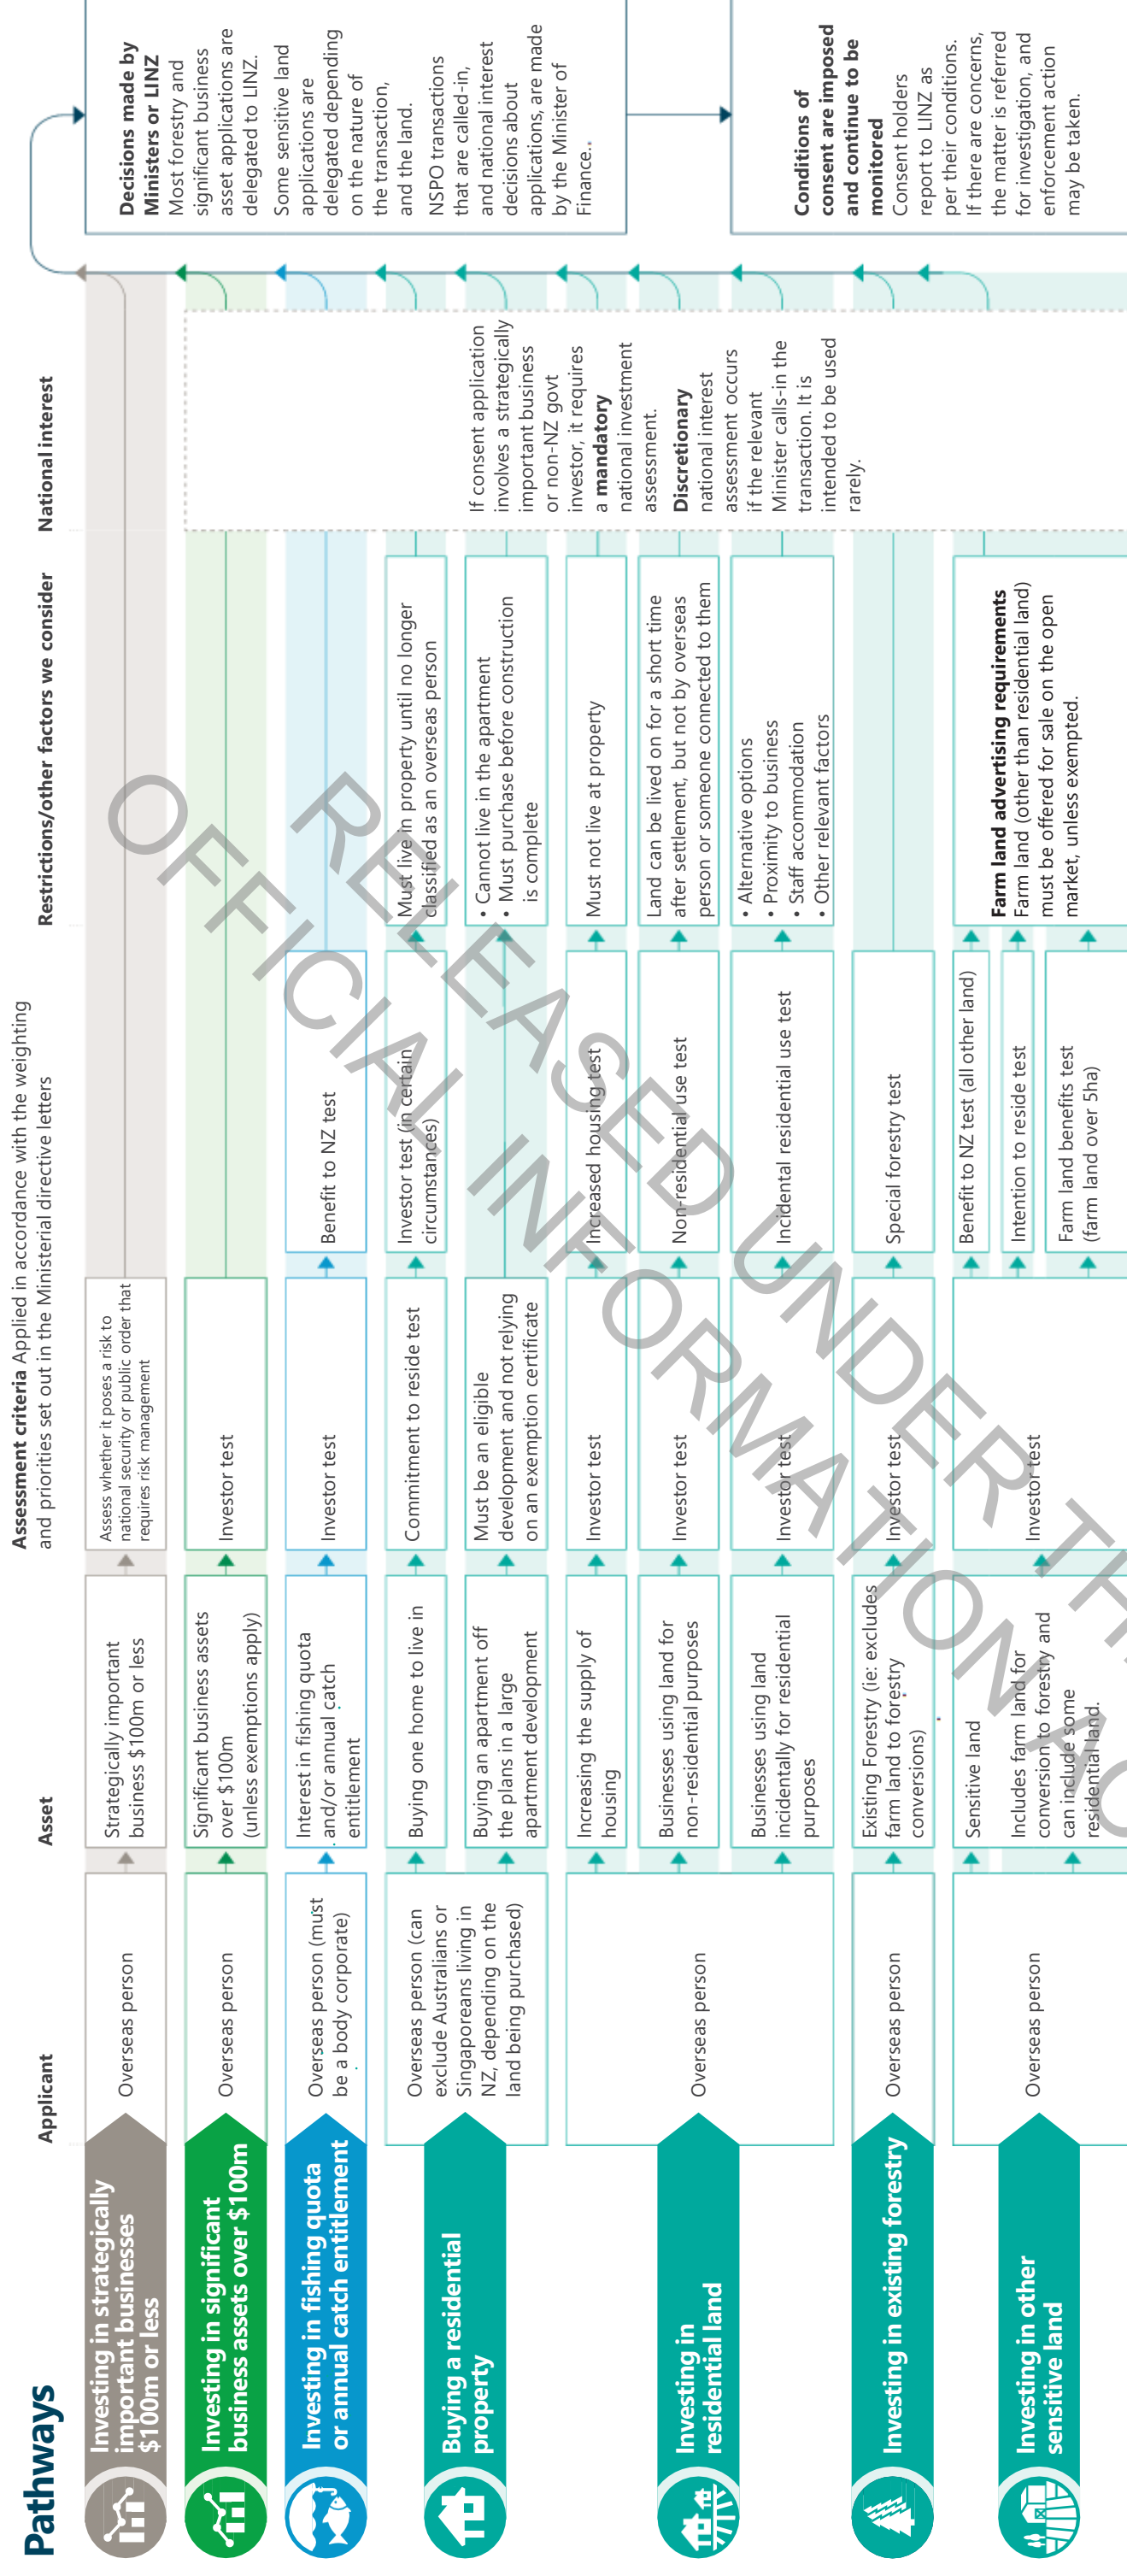 Pathways
Applicant
Asset
Assessment criteria Applied in accordance with the weighting
and priorities set out in the Ministerial directive letters
Restrictions/other factors we consider
National interest
Investing in strategically
important businesses
$100m or less
Overseas person
Strategically important
business $100m or less
Assess whether it poses a risk to
national security or public order that
requires risk management
Investing in significant
business assets over $100m
Overseas person
Significant business assets
over $100m
(unless exemptions apply)
Investor test
Investing in fishing quota
or annual catch entitlement
Overseas person (must
be a body corporate)
Interest in fishing quota
and/or annual catch
entitlement
Investor test
Benefit to NZ test
Buying a residential
property
Overseas person (can
exclude Australians or
Singaporeans living in
NZ, depending on the
land being purchased)
Buying one home to live in
Commitment to reside test
Investor test (in certain
circumstances)
Must live in property until no longer
classified as an overseas person
Buying an apartment off
the plans in a large
apartment development
Must be an eligible
development and not relying
on an exemption certificate
• Cannot live in the apartment
• Must purchase before construction
is complete
Investing in
residential land
Overseas person
Increasing the supply of
housing
Investor test
Increased housing test
Must not live at property
Businesses using land for
non-residential purposes
Investor test
Non-residential use test
Land can be lived on for a short time
after settlement, but not by overseas
person or someone connected to them
Businesses using land
incidentally for residential
purposes
Investor test
Incidental residential use test
• Alternative options
• Proximity to business
• Staff accommodation
• Other relevant factors
Investing in existing forestry
Overseas person
Existing Forestry (ie: excludes
farm land to forestry
conversions)
Investor test
Special forestry test
Investing in other
sensitive land
Overseas person
Sensitive land
Includes farm land for
conversion to forestry and
can include some
residential land.
Investor test
Benefit to NZ test (all other land)
Intention to reside test
Farm land benefits test
(farm land over 5ha)
Farm land advertising requirements
Farm land (other than residential land)
must be offered for sale on the open
market, unless exempted.
If consent application
involves a strategically
important business
or non-NZ govt
investor, it requires
a mandatory
national investment
assessment.
Discretionary
national interest
assessment occurs
if the relevant
Minister calls-in the
transaction. It is
intended to be used
rarely.
Decisions made by
Ministers or LINZ
Most forestry and
significant business
asset applications are
delegated to LINZ.
Some sensitive land
applications are
delegated depending
on the nature of
the transaction,
and the land.
NSPO transactions
that are called-in,
and national interest
decisions about
applications, are made
by the Minister of
Finance..
Conditions of
consent are imposed
and continue to be
monitored
Consent holders
report to LINZ as
per their conditions.
If there are concerns,
the matter is referred
for investigation, and
enforcement action
may be taken.
RELEASED UNDER TH
OFFICIAL INFORMATION AC